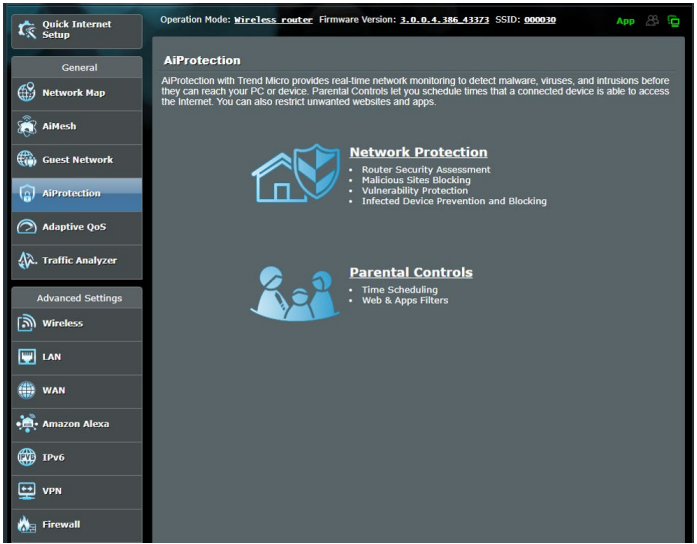 Quick Internet
Setup
Operation Mode: Wireless router Firmware Version: 3.0.0.4.386_43373 SSID: 000030
App
General
Network Map
AiMesh
Guest Network
AiProtection
Adaptive QoS
Traffic Analyzer
Advanced Settings
Wireless
LAN
WAN
Amazon Alexa
IPv6
VPN
Firewall
AiProtection
AiProtection with Trend Micro provides real-time network monitoring to detect malware, viruses, and intrusions before
they can reach your PC or device. Parental Controls let you schedule times that a connected device is able to access
the Internet. You can also restrict unwanted websites and apps.
Network Protection
• Router Security Assessment
• Malicious Sites Blocking
• Vulnerability Protection
• Infected Device Prevention and Blocking
Parental Controls
• Time Scheduling
• Web & Apps Filters